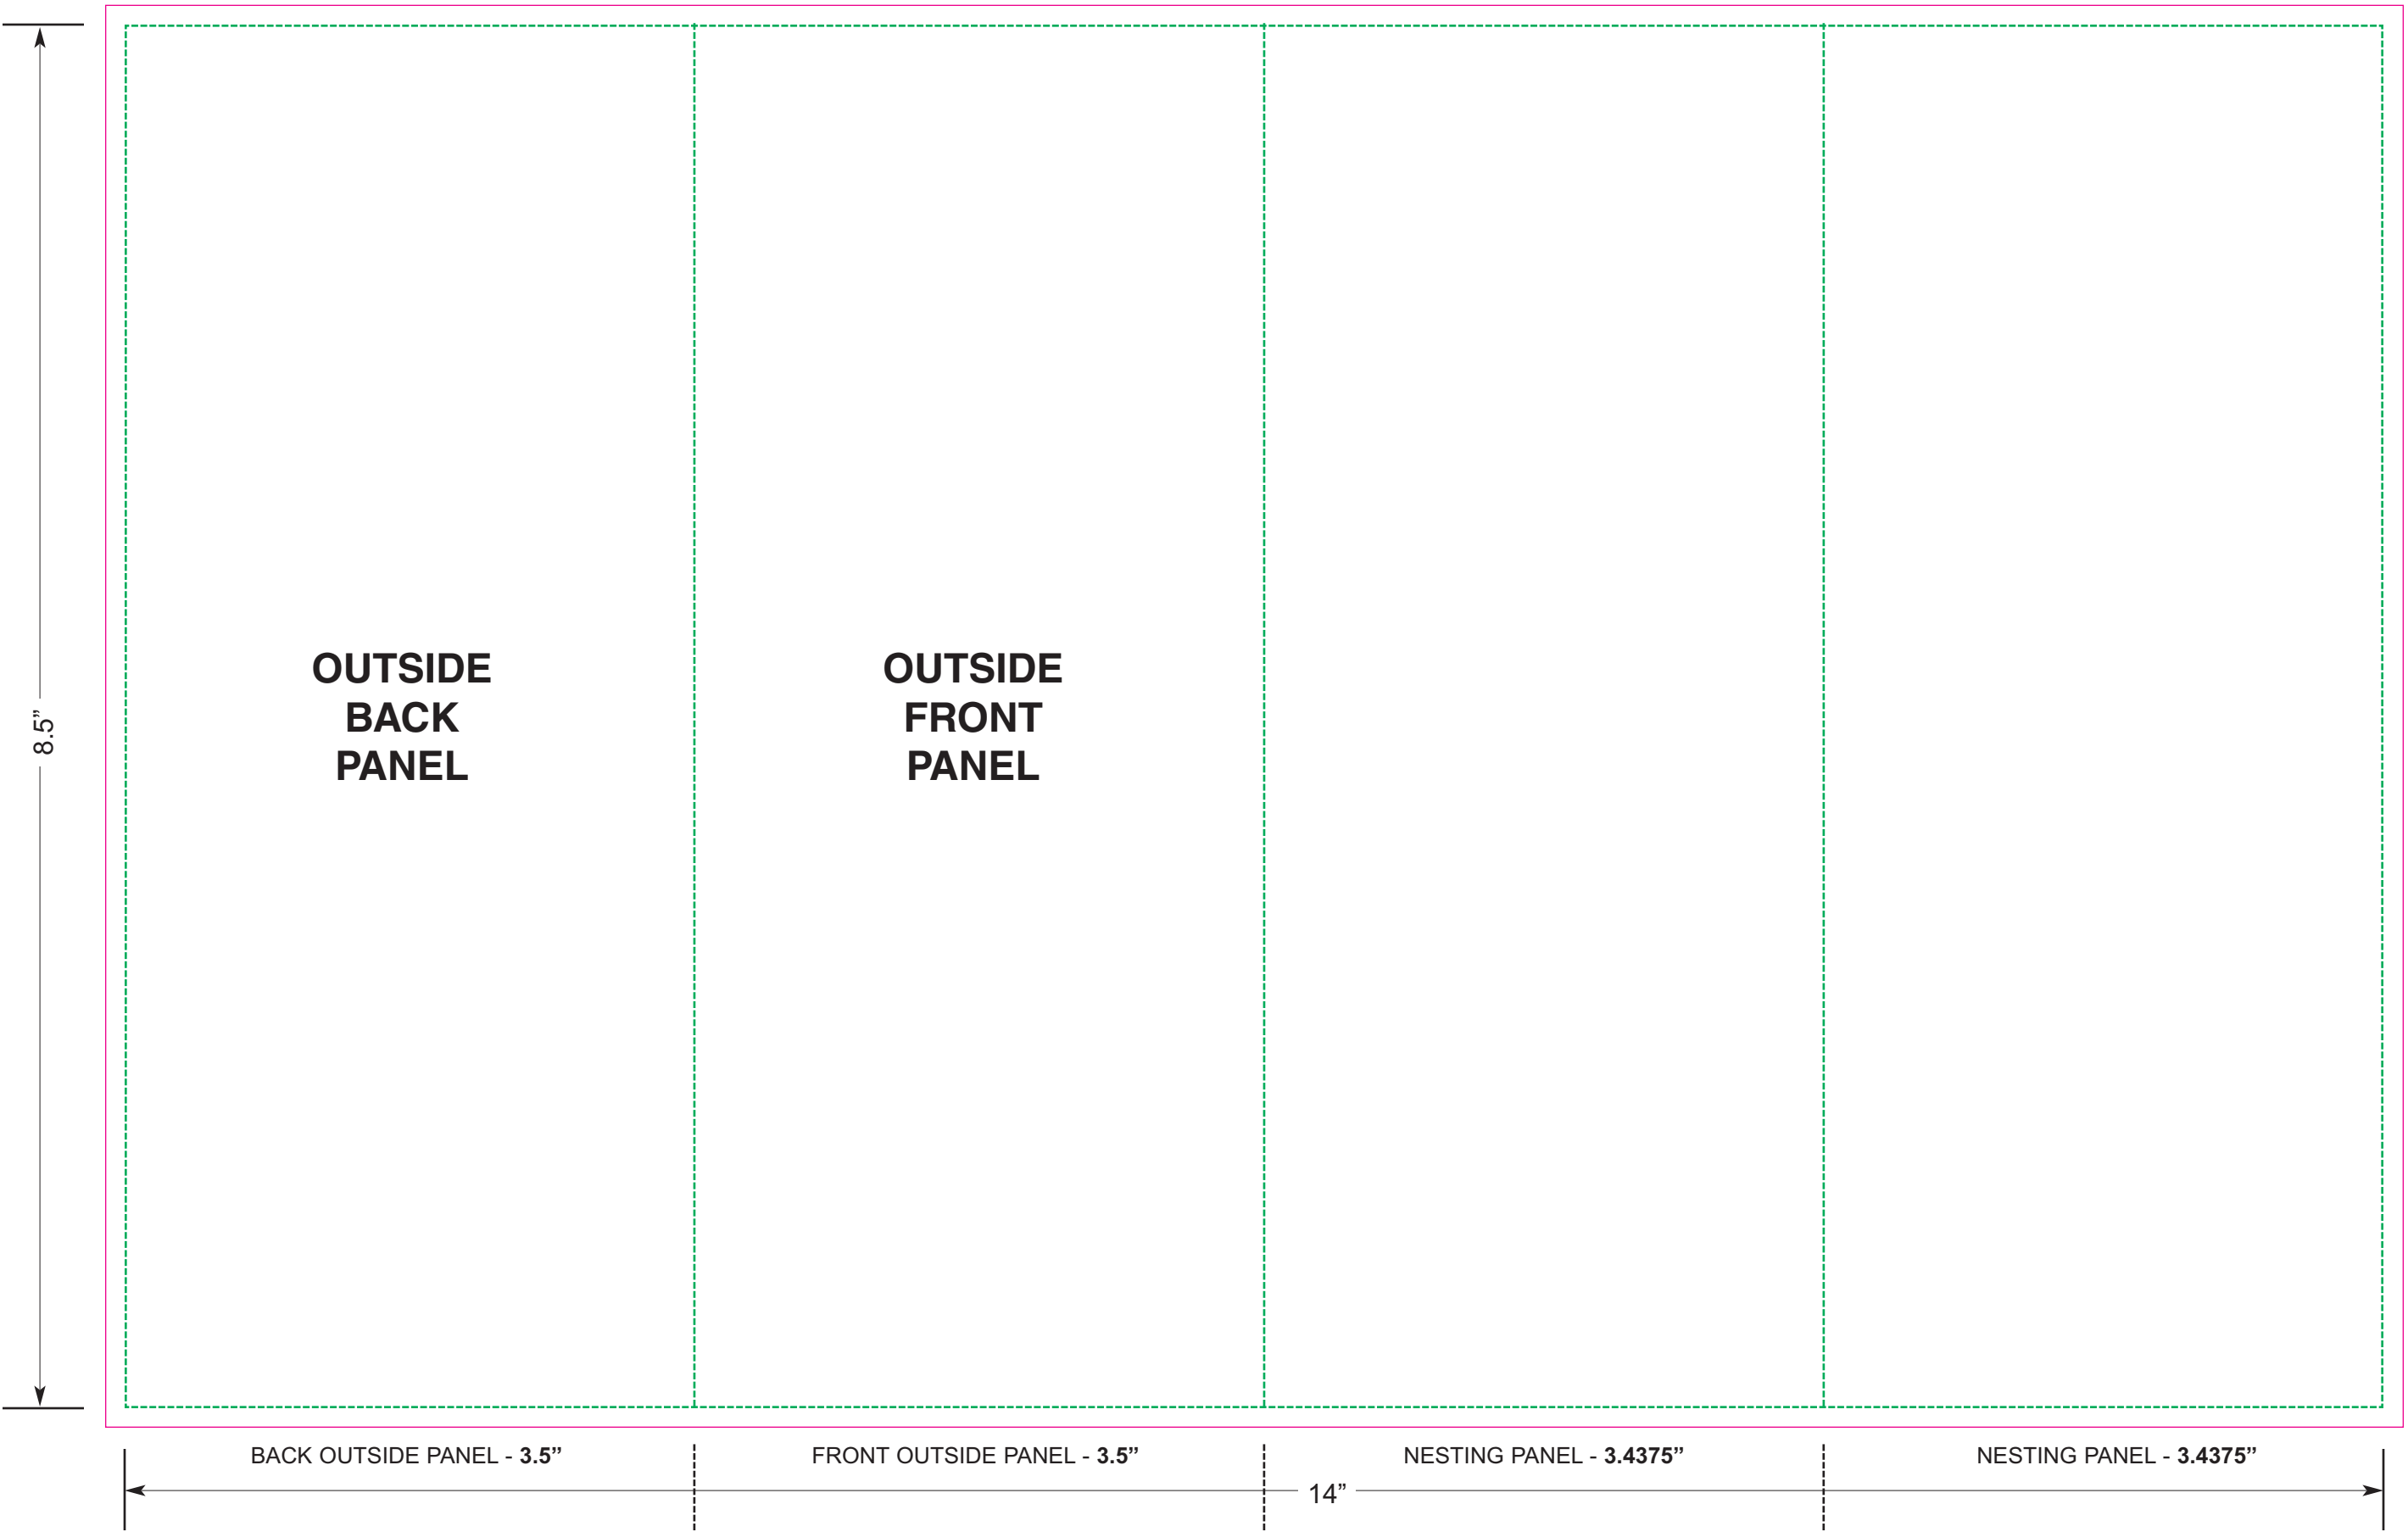 OUTSIDE
BACK
PANEL
OUTSIDE
FRONT
PANEL
8.5”
BACK OUTSIDE PANEL - 3.5”
FRONT OUTSIDE PANEL - 3.5”
NESTING PANEL - 3.4375”
NESTING PANEL - 3.4375”
14”